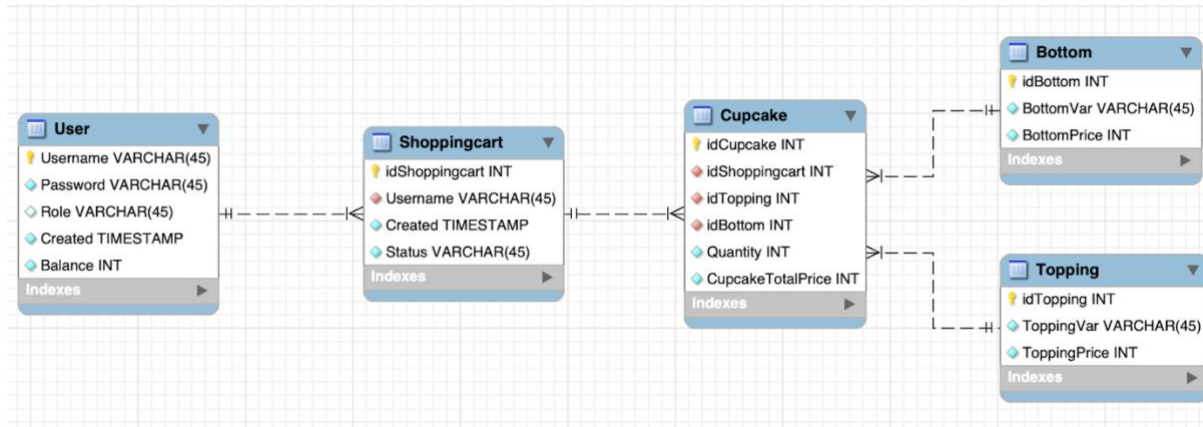 User
Username VARCHAR(45)
Password VARCHAR(45)
Role VARCHAR(45)
Created TIMESTAMP
Balance INT
Indexes
Shoppingcart
idShoppingcart INT
Username VARCHAR(45)
Created TIMESTAMP
Status VARCHAR(45)
Indexes
Cupcake
idCupcake INT
idShoppingcart INT
idTopping INT
idBottom INT
Quantity INT
CupcakeTotalPrice INT
Indexes
Bottom
idBottom INT
BottomVar VARCHAR(45)
BottomPrice INT
Indexes
Topping
idTopping INT
ToppingVar VARCHAR(45)
ToppingPrice INT
Indexes